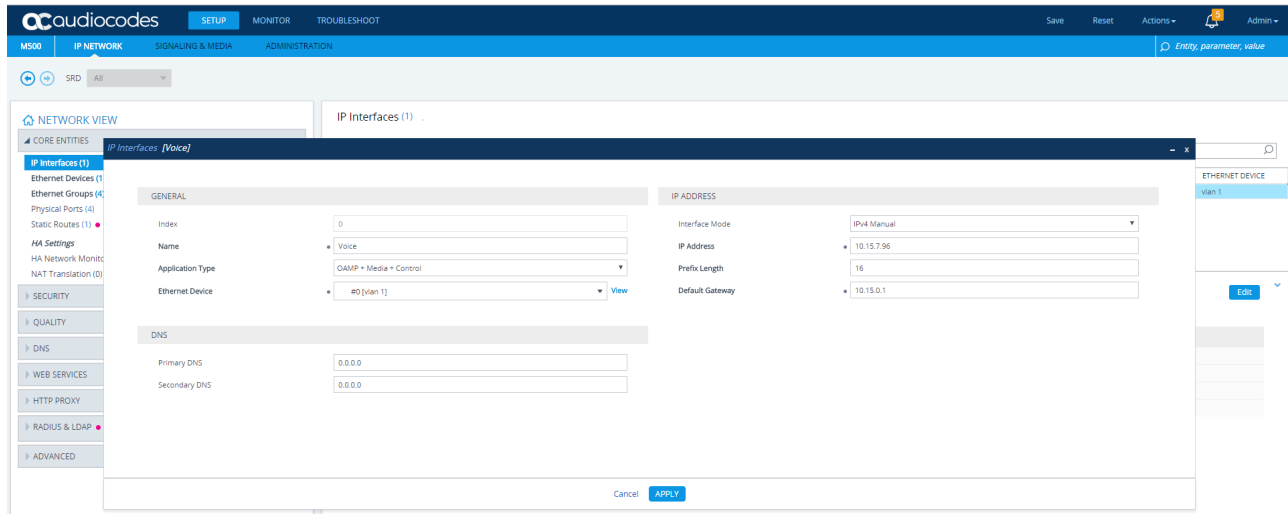 audiocodes SETUP MONITOR TROUBLESHOOT Save Reset Actions 5 Admin
M500 IP NETWORK SIGNALING & MEDIA ADMINISTRATION Entity, parameter, value
SRD All
NETWORK VIEW
IP Interfaces (1)
CORE ENTITIES
IP Interfaces [Voice] – x
IP Interfaces (1)
Ethernet Devices (1
Ethernet Groups (4)
Physical Ports (4)
Static Routes (1)
HA Settings
HA Network Monito
NAT Translation (0)
SECURITY
QUALITY
DNS
WEB SERVICES
HTTP PROXY
RADIUS & LDAP
ADVANCED
GENERAL
Index 0
Name Voice
Application Type OAMP + Media + Control
Ethernet Device #0 [vlan 1] View
DNS
Primary DNS 0.0.0.0
Secondary DNS 0.0.0.0
IP ADDRESS
Interface Mode IPv4 Manual
IP Address 10.15.7.96
Prefix Length 16
Default Gateway 10.15.0.1
Cancel APPLY
ETHERNET DEVICE
vlan 1
Edit